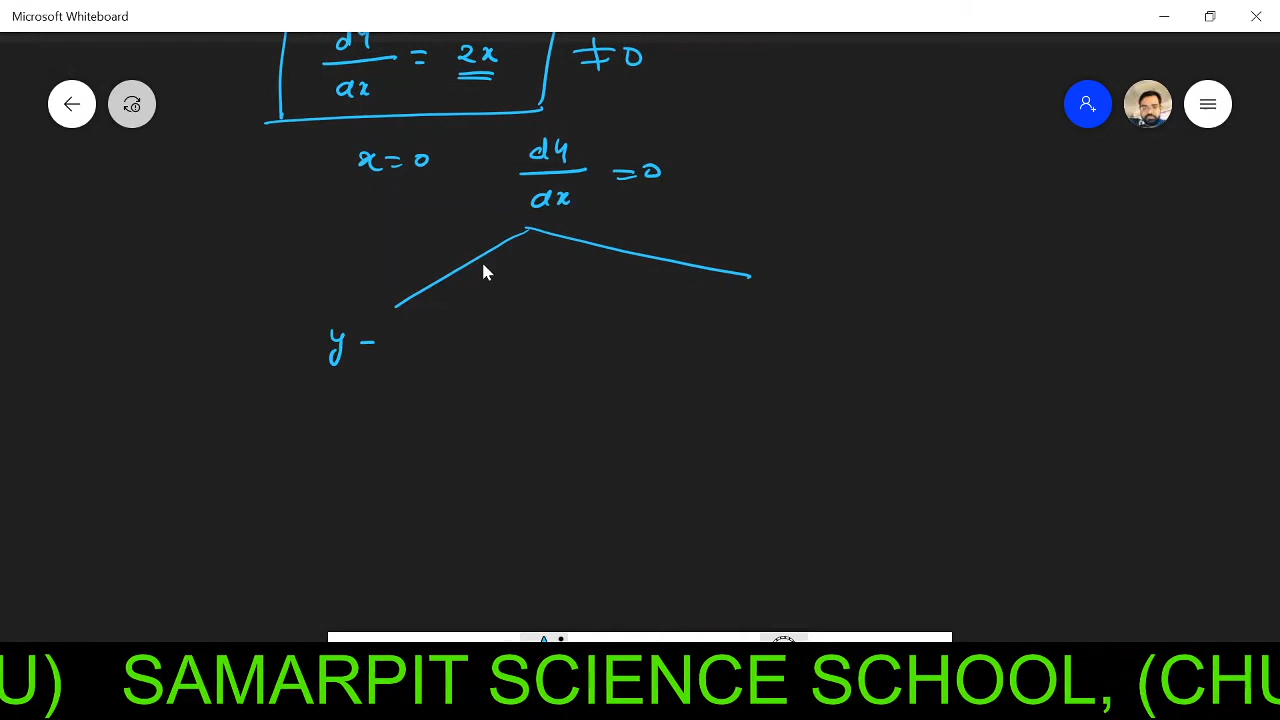 Microsoft Whiteboard
dy/dx = 2x ≠ 0
x = 0 dy/dx = 0
y -
U) SAMARPIT SCIENCE SCHOOL, (CHU